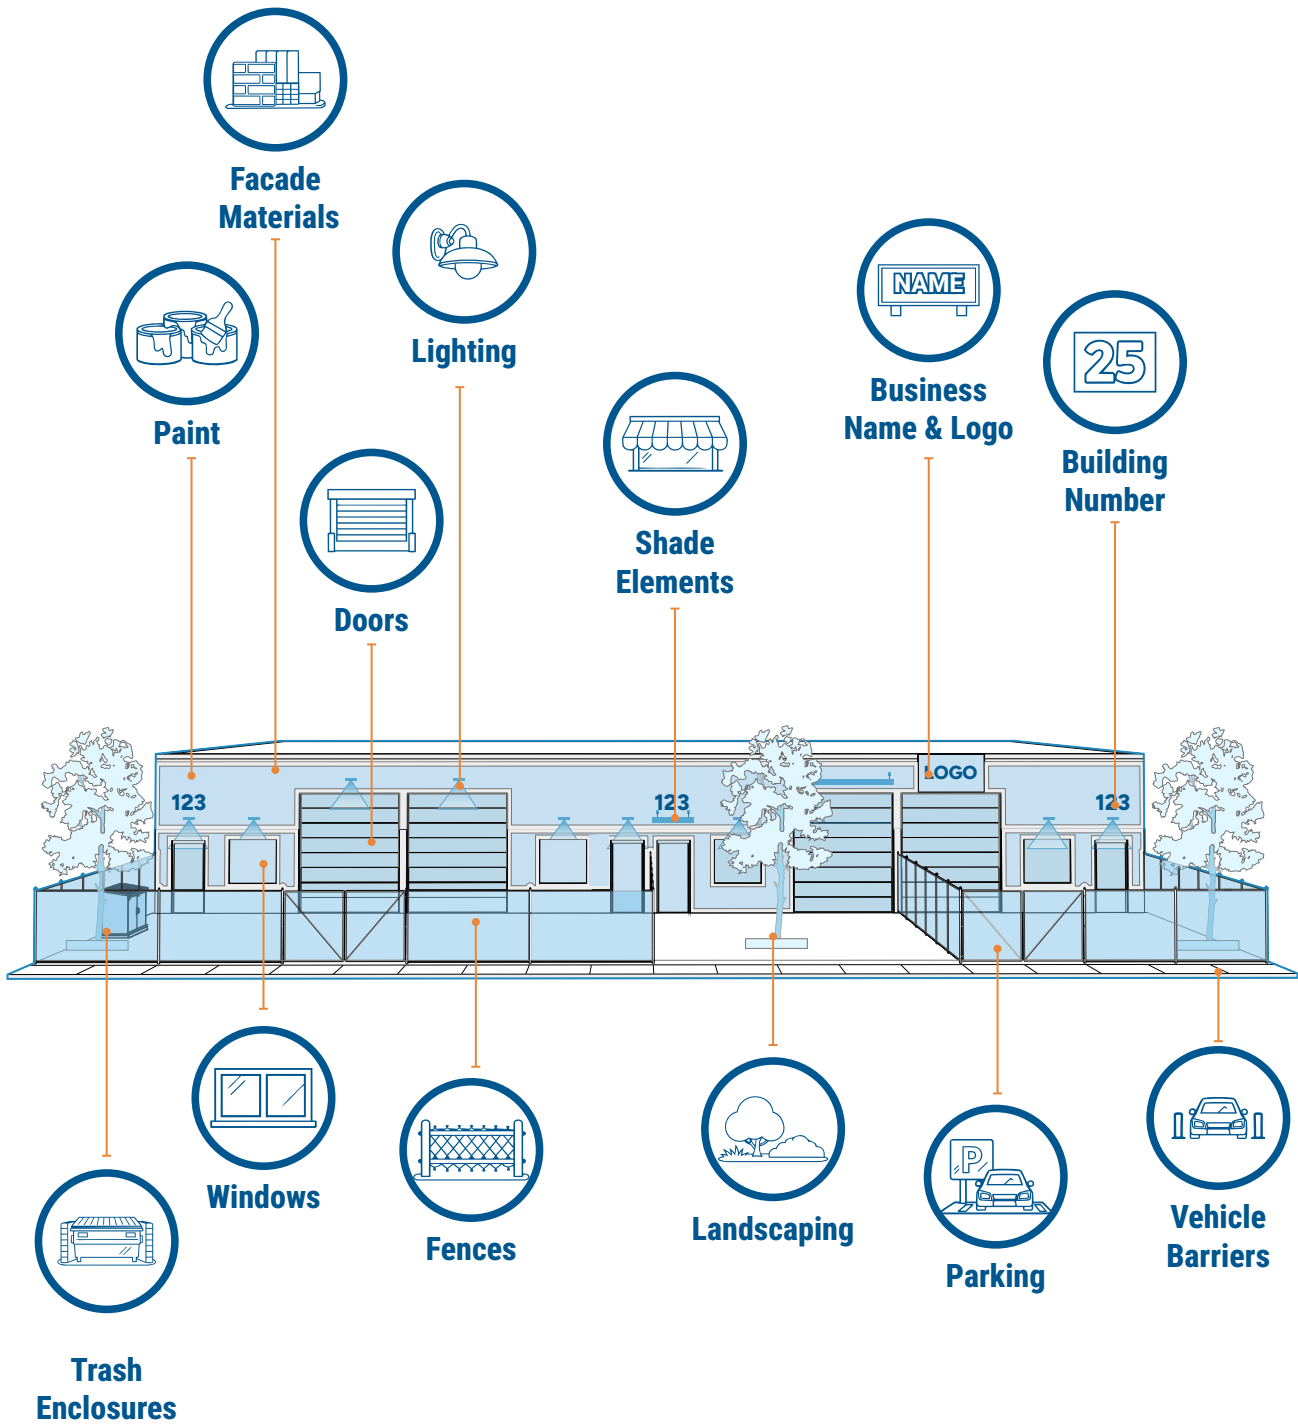 Facade
Materials
Lighting
NAME
Business
Name & Logo
25
Building
Number
Paint
Shade
Elements
Doors
LOGO
123
123
123
Windows
Fences
Landscaping
P
Parking
Vehicle
Barriers
Trash
Enclosures